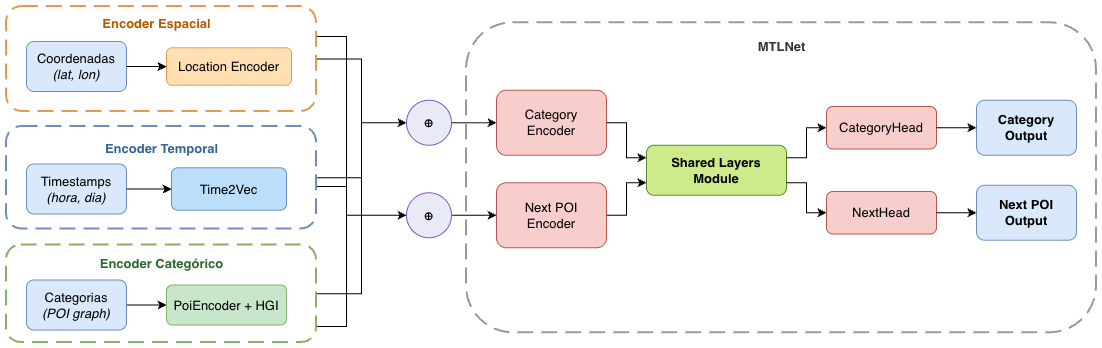 Encoder Espacial
Coordenadas
(lat, lon)
Location Encoder
Encoder Temporal
Timestamps
(hora, dia)
Time2Vec
Encoder Categórico
Categorias
(POI graph)
PoiEncoder + HGI
⊕
⊕
MTLNet
Category
Encoder
Next POI
Encoder
Shared Layers
Module
CategoryHead
NextHead
Category
Output
Next POI
Output